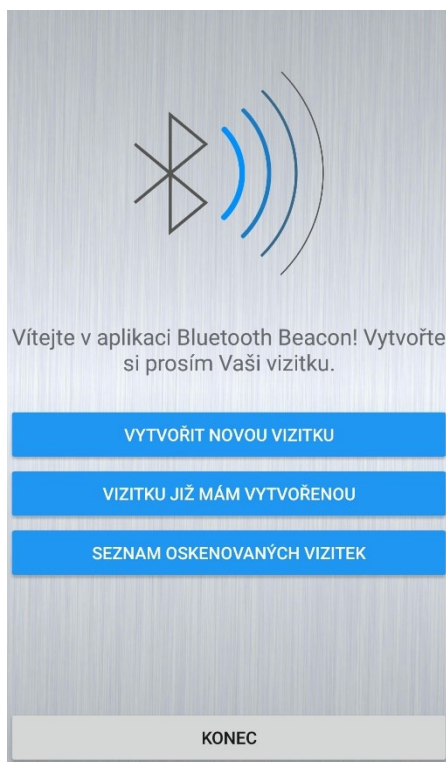 Vítejte v aplikaci Bluetooth Beacon! Vytvořte
si prosím Vaši vizitku.
VYTVOŘIT NOVOU VIZITKU
VIZITKU JIŽ MÁM VYTVOŘENOU
SEZNAM OSKENOVANÝCH VIZITEK
KONEC